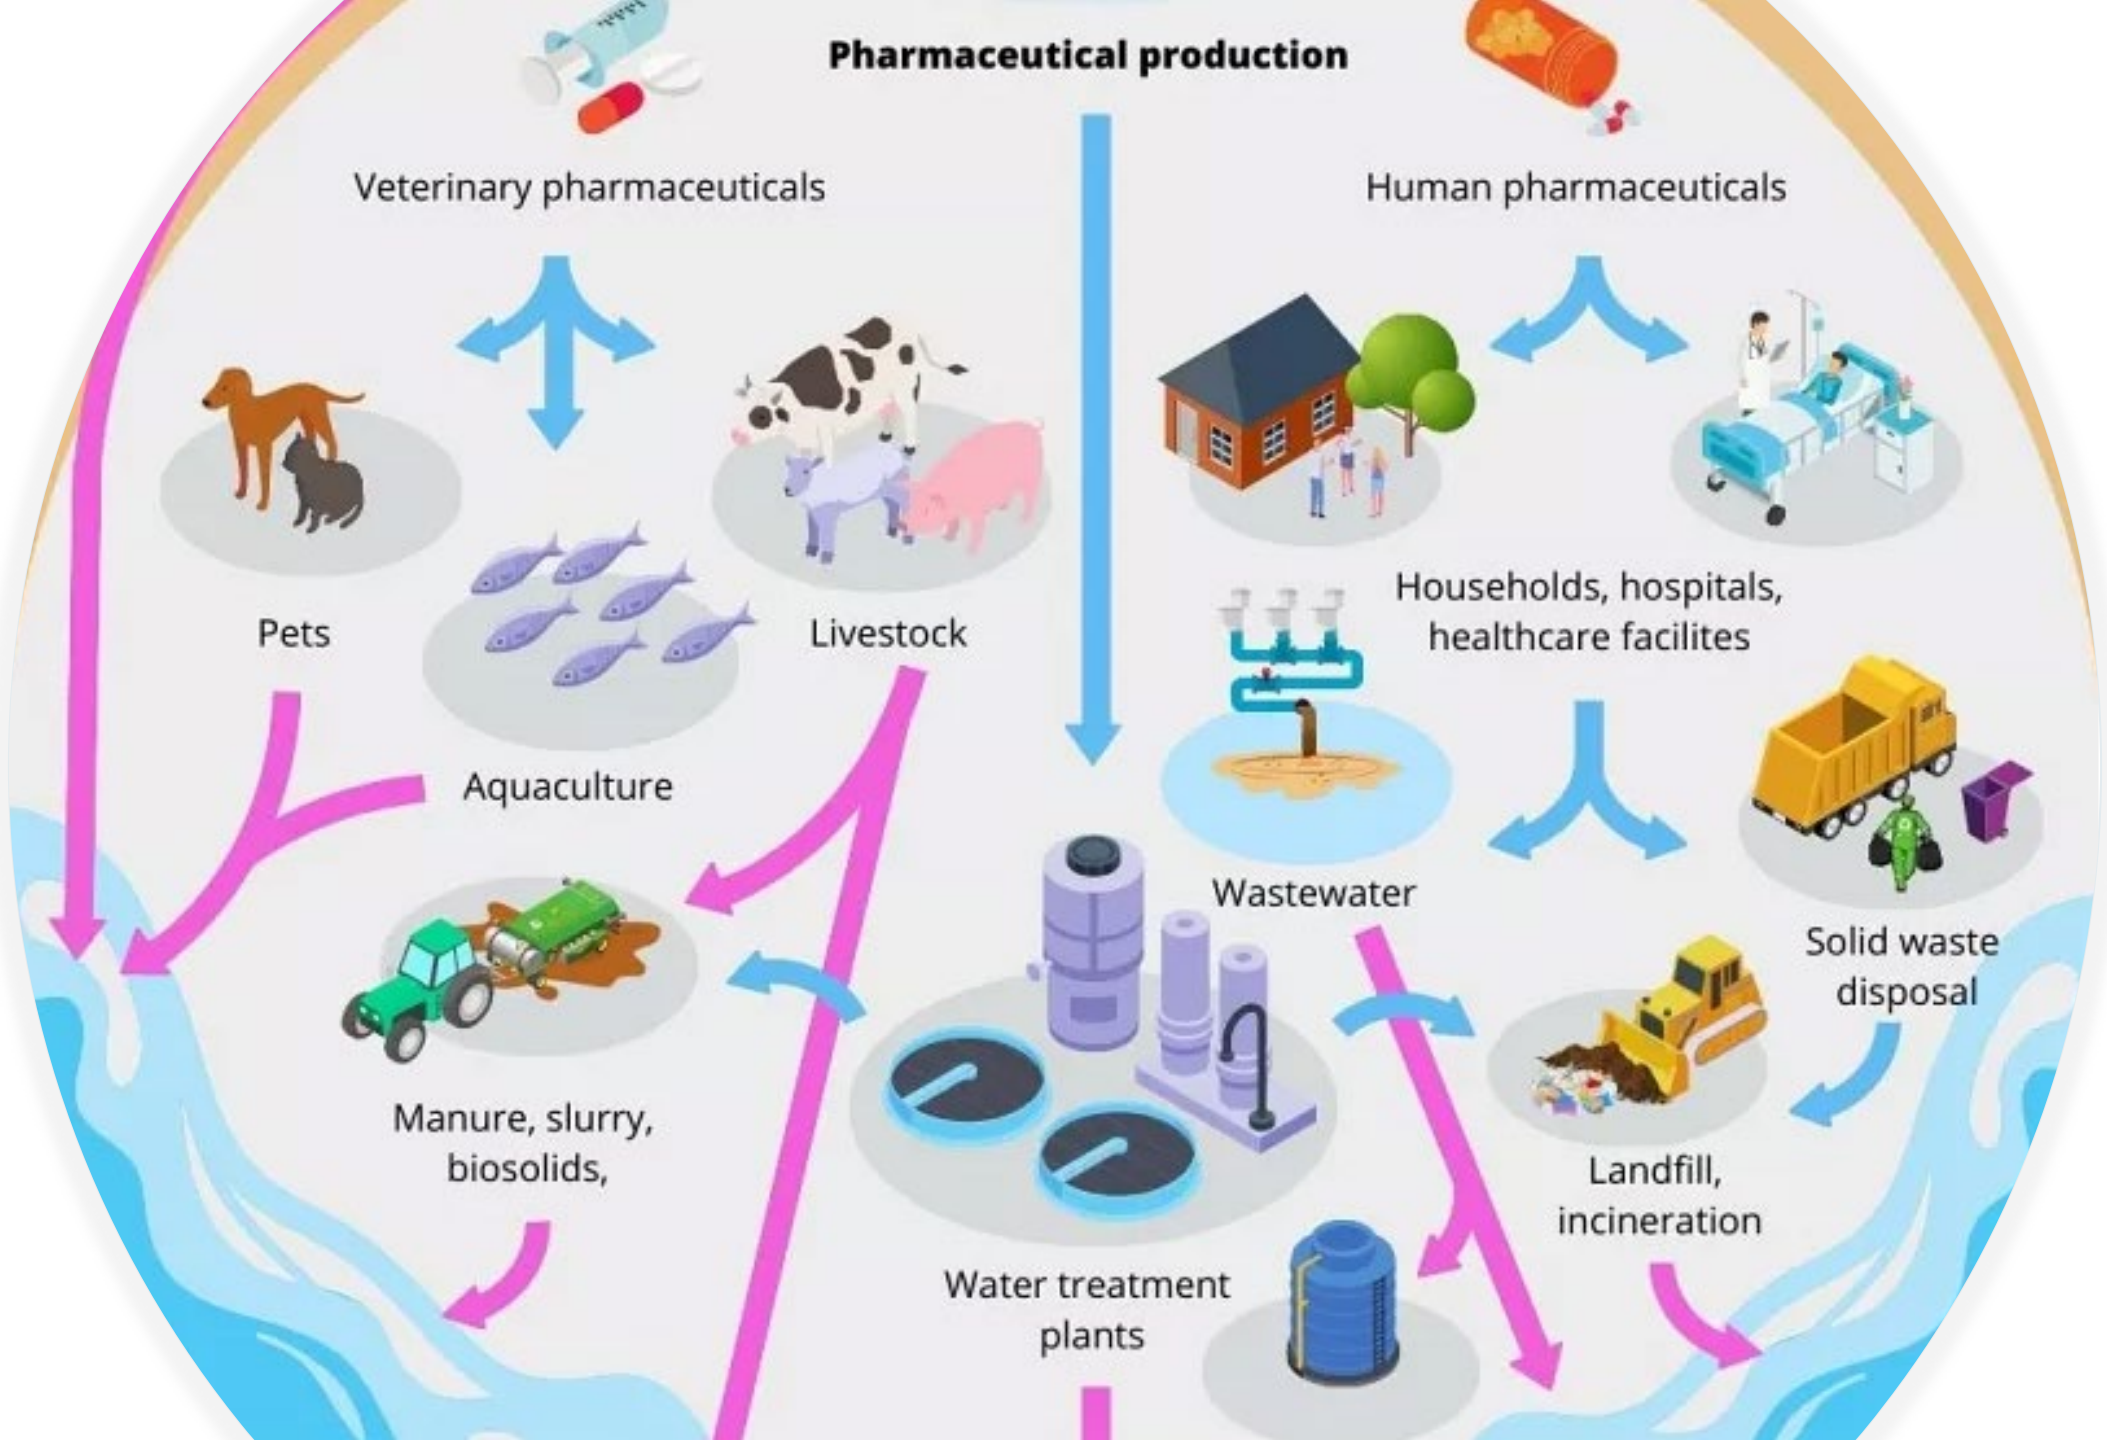 Pharmaceutical production
Veterinary pharmaceuticals
Human pharmaceuticals
Households, hospitals,
healthcare facilites
Pets
Livestock
Aquaculture
Wastewater
Solid waste
disposal
Manure, slurry,
biosolids,
Landfill,
incineration
Water treatment
plants